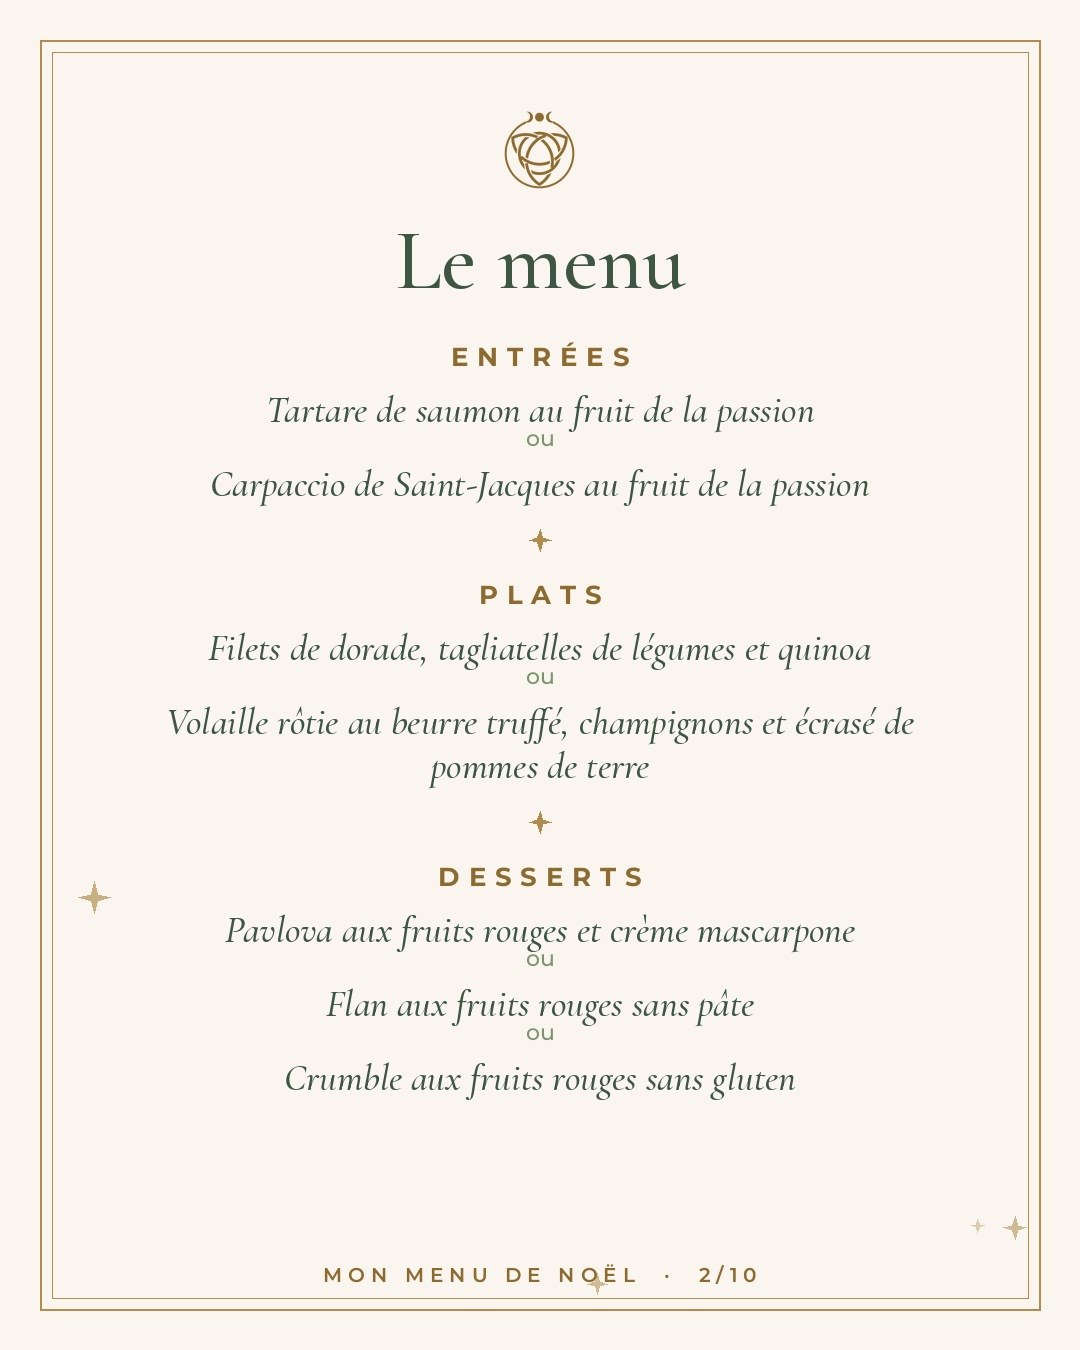 Le menu
ENTRÉES
Tartare de saumon au fruit de la passion
ou
Carpaccio de Saint-Jacques au fruit de la passion
PLATS
Filets de dorade, tagliatelles de légumes et quinoa
ou
Volaille rôtie au beurre truffé, champignons et écrasé de
pommes de terre
DESSERTS
Pavlova aux fruits rouges et crème mascarpone
ou
Flan aux fruits rouges sans pâte
ou
Crumble aux fruits rouges sans gluten
MON MENU DE NOËL · 2/10